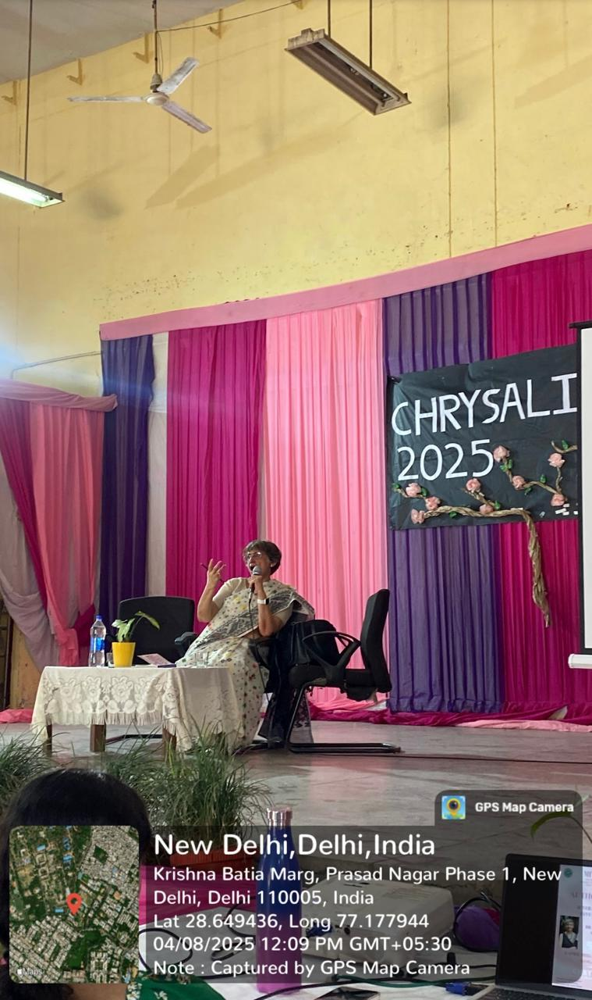 CHRYSALI
2025
GPS Map Camera
New Delhi,Delhi,India
Krishna Batia Marg, Prasad Nagar Phase 1, New
Delhi, Delhi 110005, India
Lat 28.649436, Long 77.177944
04/08/2025 12:09 PM GMT+05:30
Note : Captured by GPS Map Camera
Maps